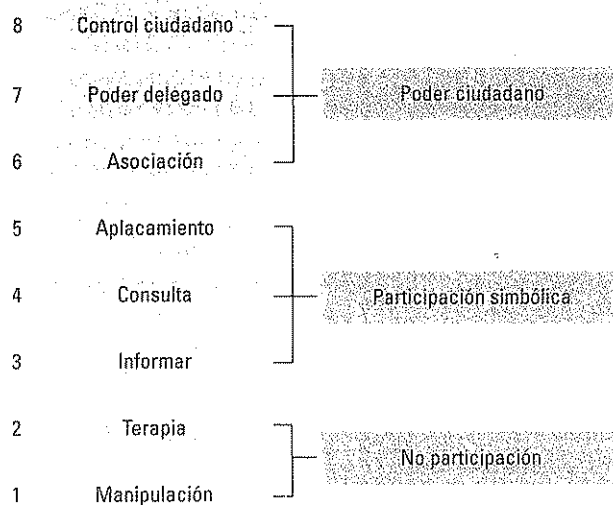 8 Control ciudadano
7 Poder delegado Poder ciudadano
6 Asociación
5 Aplacamiento
4 Consulta Participación simbólica
3 Informar
2 Terapia
No participación
1 Manipulación